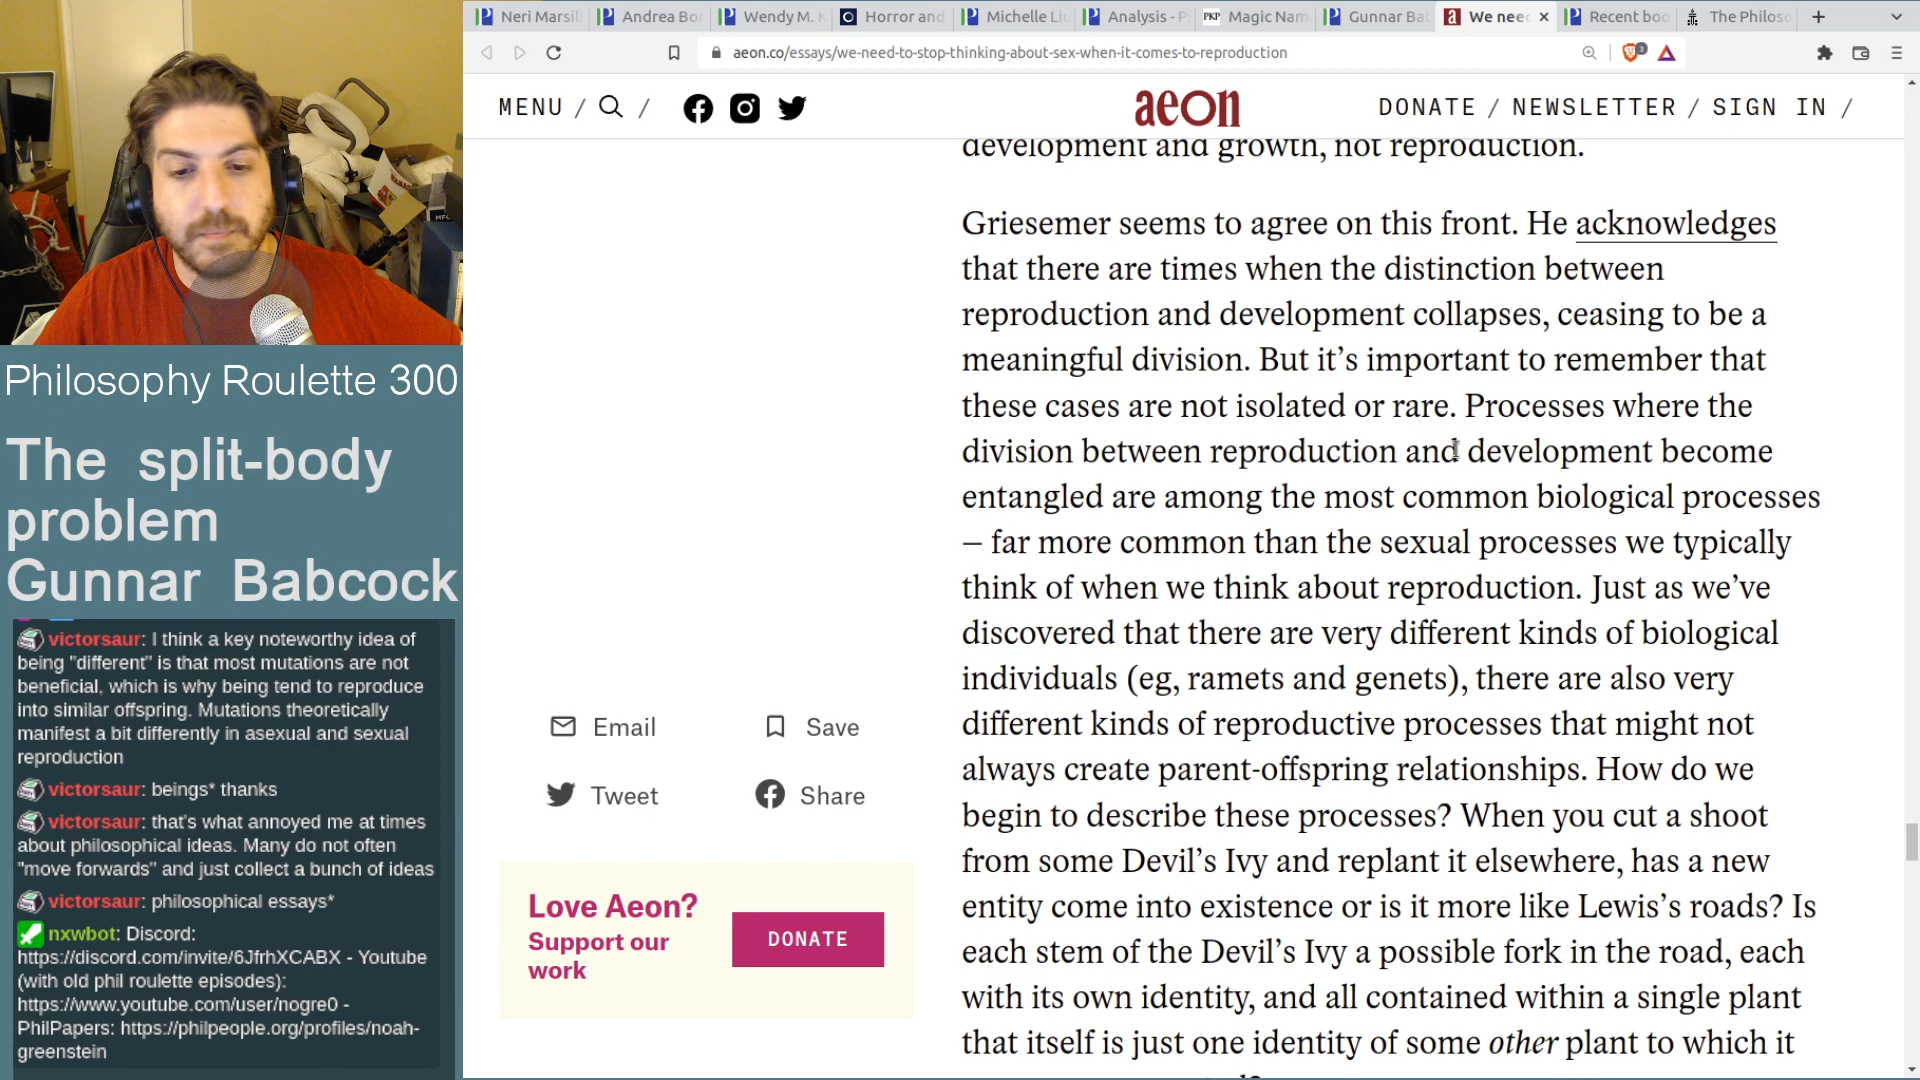 Neri Marsil
Andrea Bor
Wendy M. K
Horror and
Michelle Liu
Analysis - P
PKP Magic Nam
Gunnar Bab
a We nee
Recent boo
The Philoso
aeon.co/essays/we-need-to-stop-thinking-about-sex-when-it-comes-to-reproduction
3
MENU /
/
aeon
DONATE / NEWSLETTER / SIGN IN /
development and growth, not reproduction.
Griesemer seems to agree on this front. He acknowledges
that there are times when the distinction between
reproduction and development collapses, ceasing to be a
meaningful division. But it’s important to remember that
these cases are not isolated or rare. Processes where the
division between reproduction and development become
entangled are among the most common biological processes
– far more common than the sexual processes we typically
think of when we think about reproduction. Just as we’ve
discovered that there are very different kinds of biological
individuals (eg, ramets and genets), there are also very
different kinds of reproductive processes that might not
always create parent-offspring relationships. How do we
begin to describe these processes? When you cut a shoot
from some Devil’s Ivy and replant it elsewhere, has a new
entity come into existence or is it more like Lewis’s roads? Is
each stem of the Devil’s Ivy a possible fork in the road, each
with its own identity, and all contained within a single plant
that itself is just one identity of some other plant to which it
Email
Save
Tweet
Share
Love Aeon?
Support our
work
DONATE
Philosophy Roulette 300
The split-body
problem
Gunnar Babcock
victorsaur: I think a key noteworthy idea of
being "different" is that most mutations are not
beneficial, which is why being tend to reproduce
into similar offspring. Mutations theoretically
manifest a bit differently in asexual and sexual
reproduction
victorsaur: beings* thanks
victorsaur: that's what annoyed me at times
about philosophical ideas. Many do not often
"move forwards" and just collect a bunch of ideas
victorsaur: philosophical essays*
nxwbot: Discord:
https://discord.com/invite/6JfrhXCABX - Youtube
(with old phil roulette episodes):
https://www.youtube.com/user/nogre0 -
PhilPapers: https://philpeople.org/profiles/noah-
greenstein